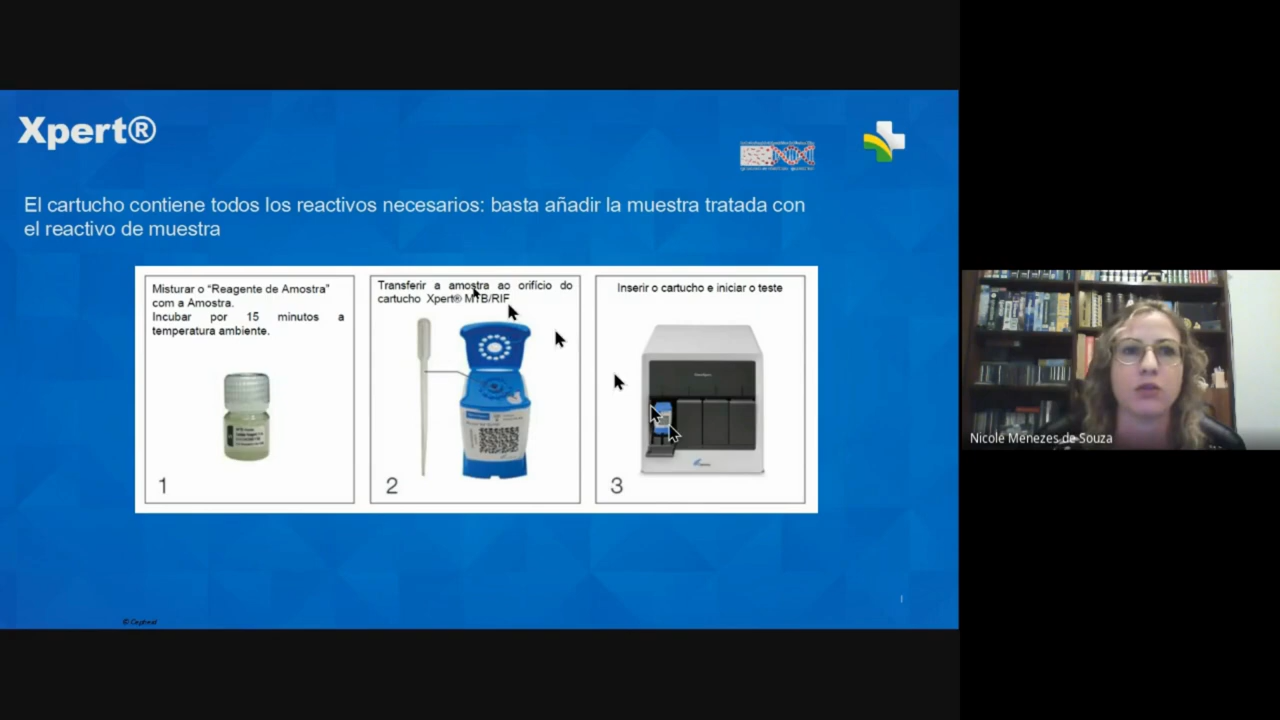 Xpert®
El cartucho contiene todos los reactivos necesarios: basta añadir la muestra tratada con
el reactivo de muestra
Misturar o “Reagente de Amostra”
com a Amostra.
Incubar por 15 minutos a
temperatura ambiente.
1
Transferir a amostra ao orifício do
cartucho Xpert® MTB/RIF
2
Inserir o cartucho e iniciar o teste
3
© Cepheid
Nicole Menezes de Souza